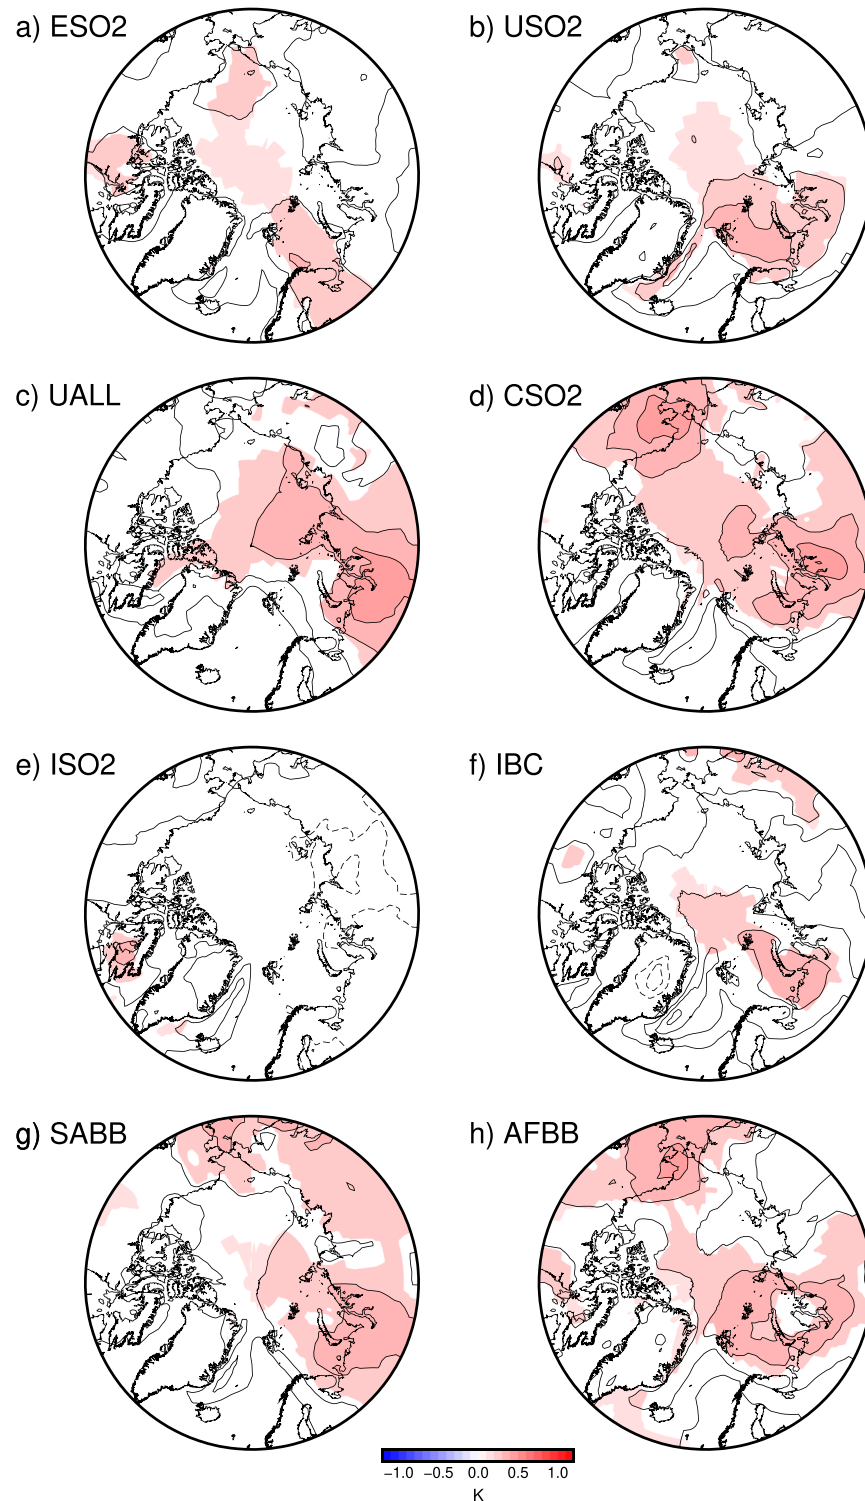 a) ESO2
b) USO2
c) UALL
d) CSO2
e) ISO2
f) IBC
g) SABB
h) AFBB
−1.0 −0.5 0.0 0.5 1.0
K